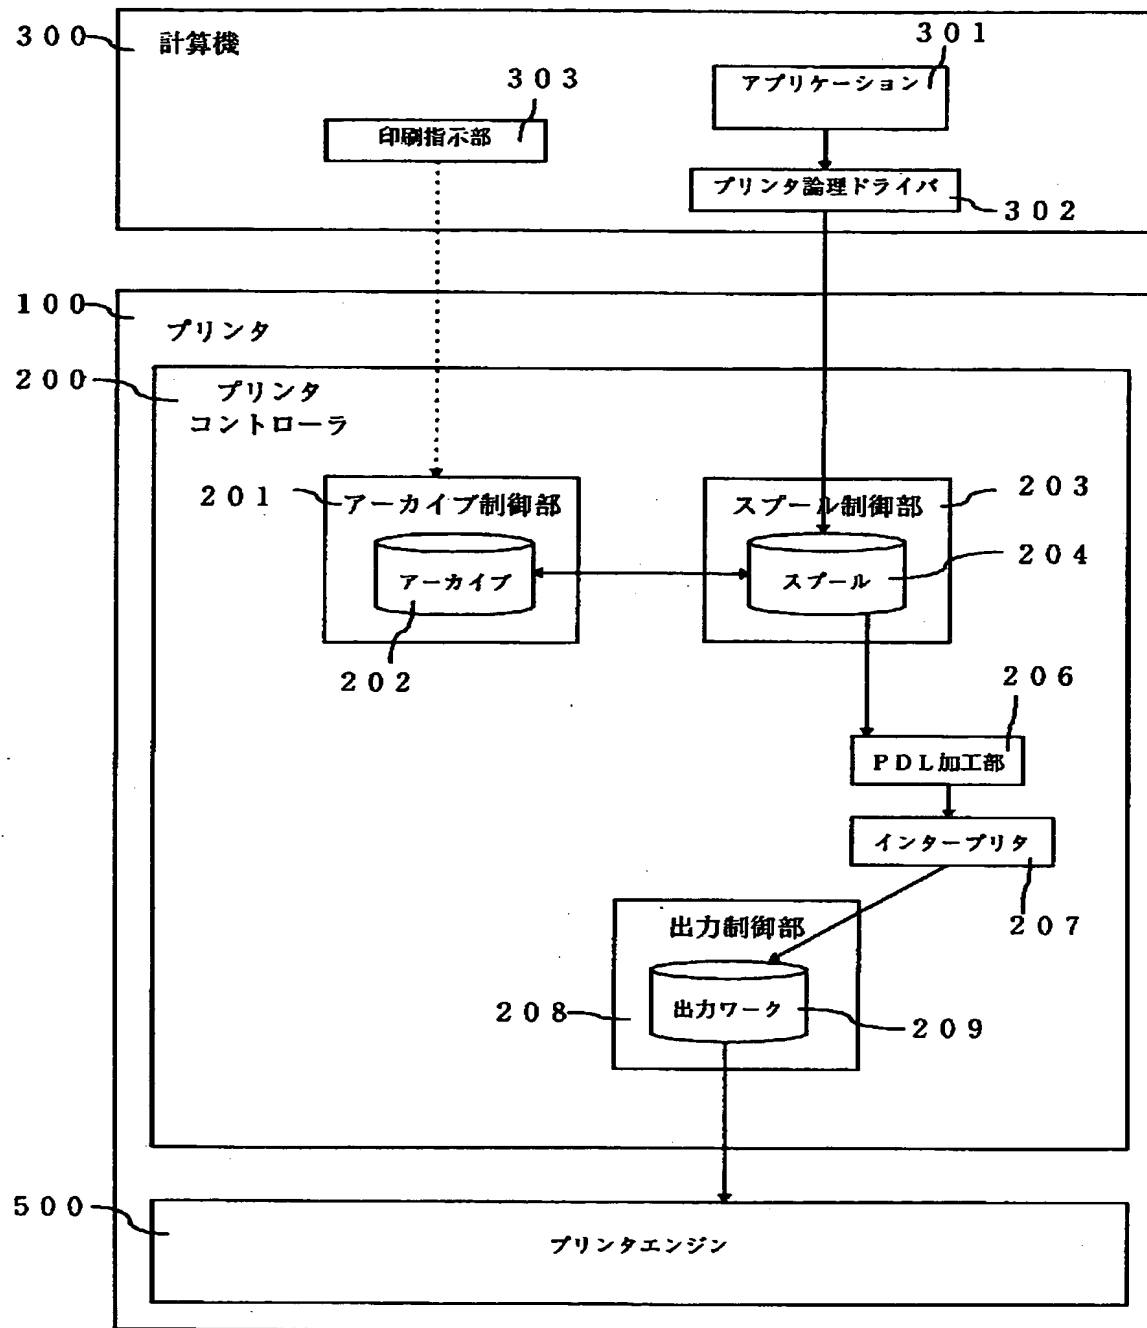 ３００
計算機
３０１
アプリケーション
３０３
印刷指示部
プリンタ論理ドライバ
３０２
１００
プリンタ
２００
プリンタ
コントローラ
２０１
アーカイブ制御部
スプール制御部
２０３
アーカイブ
スプール
２０４
２０２
２０６
ＰＤＬ加工部
インタープリタ
２０７
出力制御部
２０８
出力ワーク
２０９
５００
プリンタエンジン